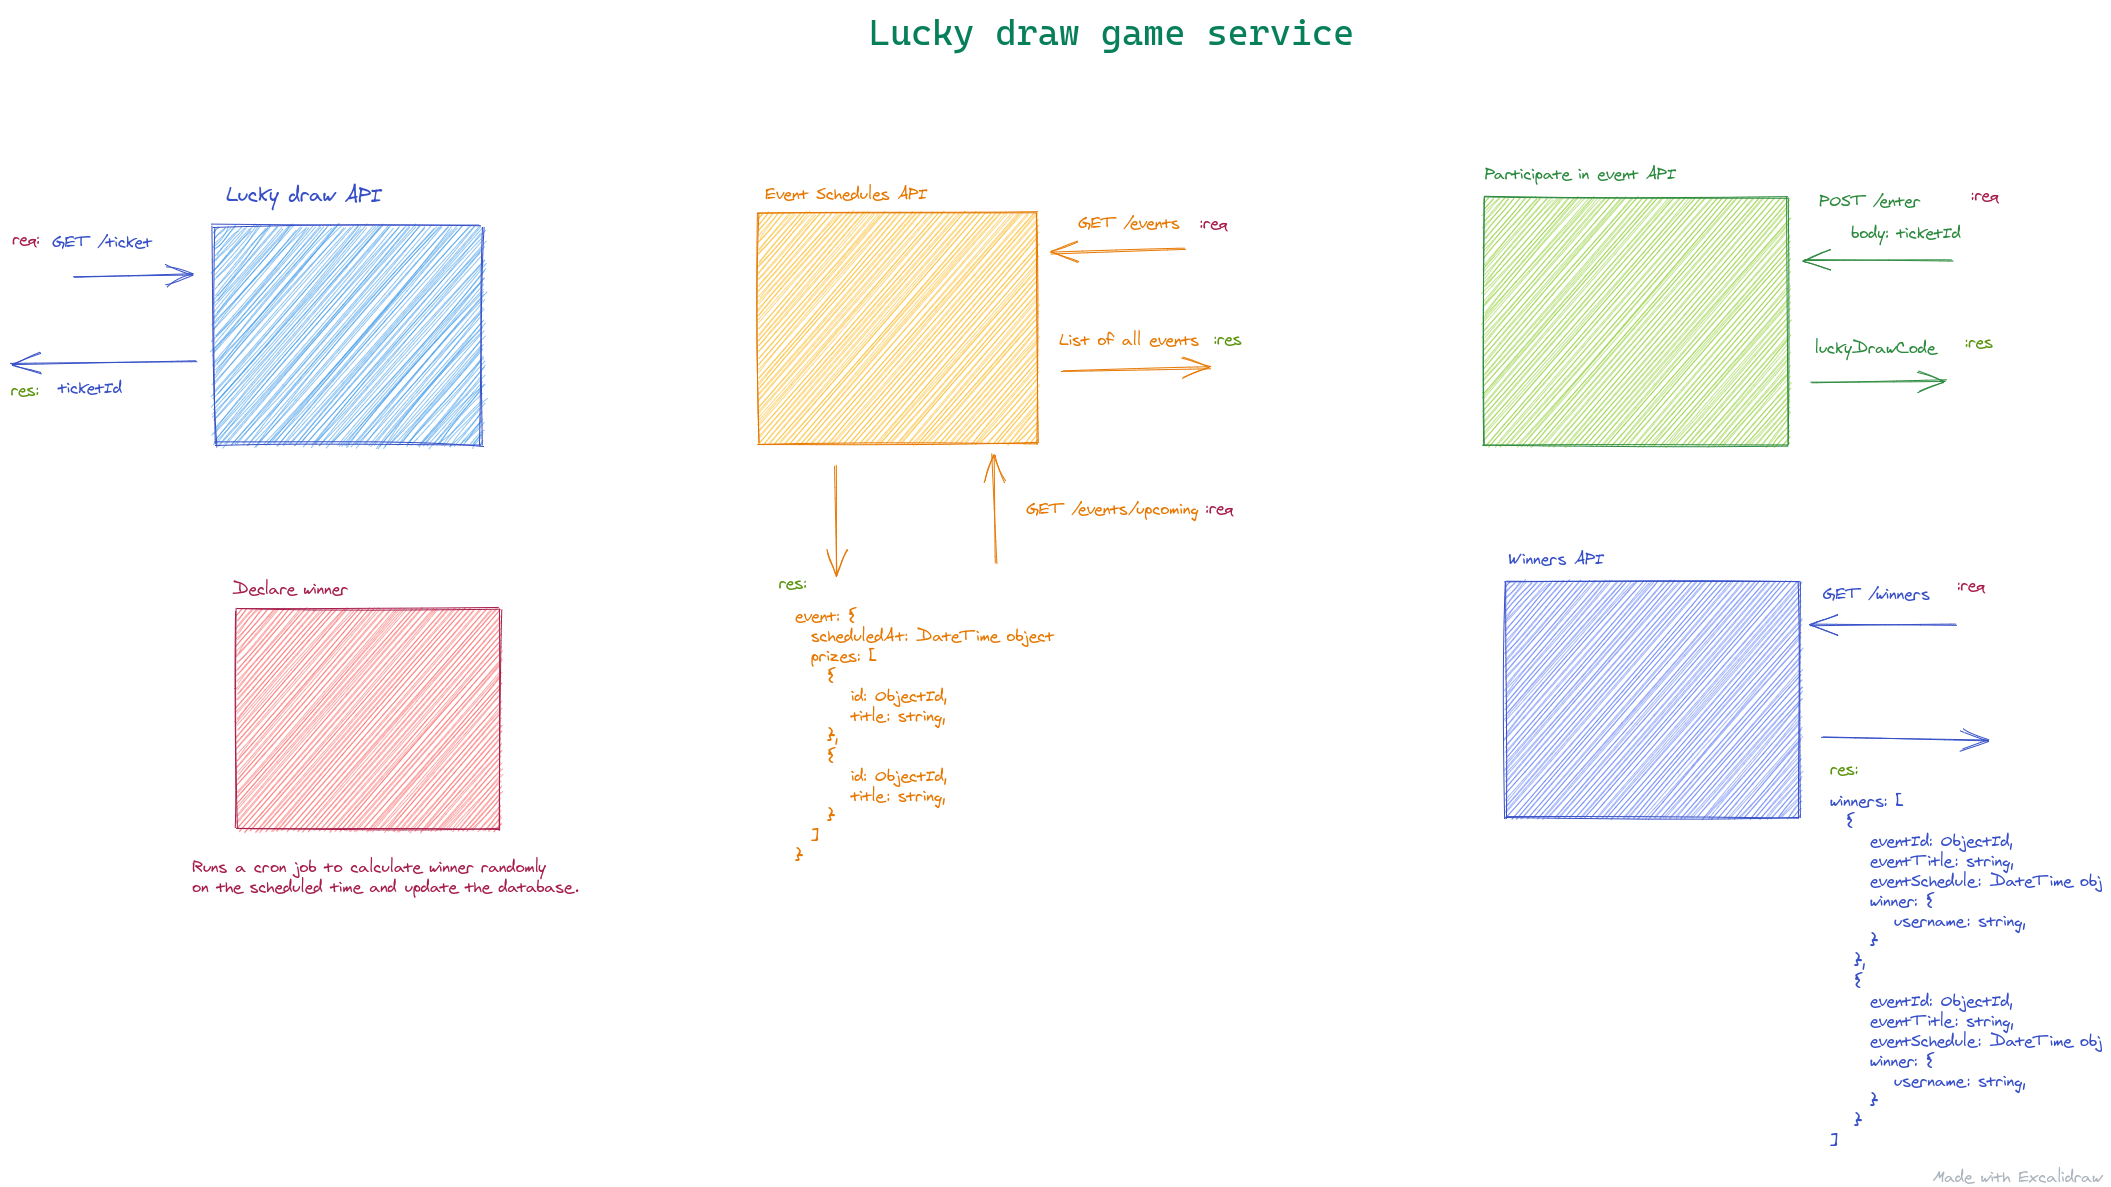 Lucky draw game service
Lucky draw API
req: GET /ticket
res: ticketId
Declare winner
Runs a cron job to calculate winner randomly
on the scheduled time and update the database.
Event Schedules API
GET /events :req
List of all events :res
GET /events/upcoming :req
res:
event: {
scheduledAt: DateTime object
prizes: [
{
id: ObjectId,
title: string,
},
{
id: ObjectId,
title: string,
}
]
}
Participate in event API
POST /enter :req
body: ticketId
luckyDrawCode :res
Winners API
GET /winners :req
res:
winners: [
{
eventId: ObjectId,
eventTitle: string,
eventSchedule: DateTime obj
winner: {
username: string,
}
},
{
eventId: ObjectId,
eventTitle: string,
eventSchedule: DateTime obj
winner: {
username: string,
}
}
]
Made with Excalidraw